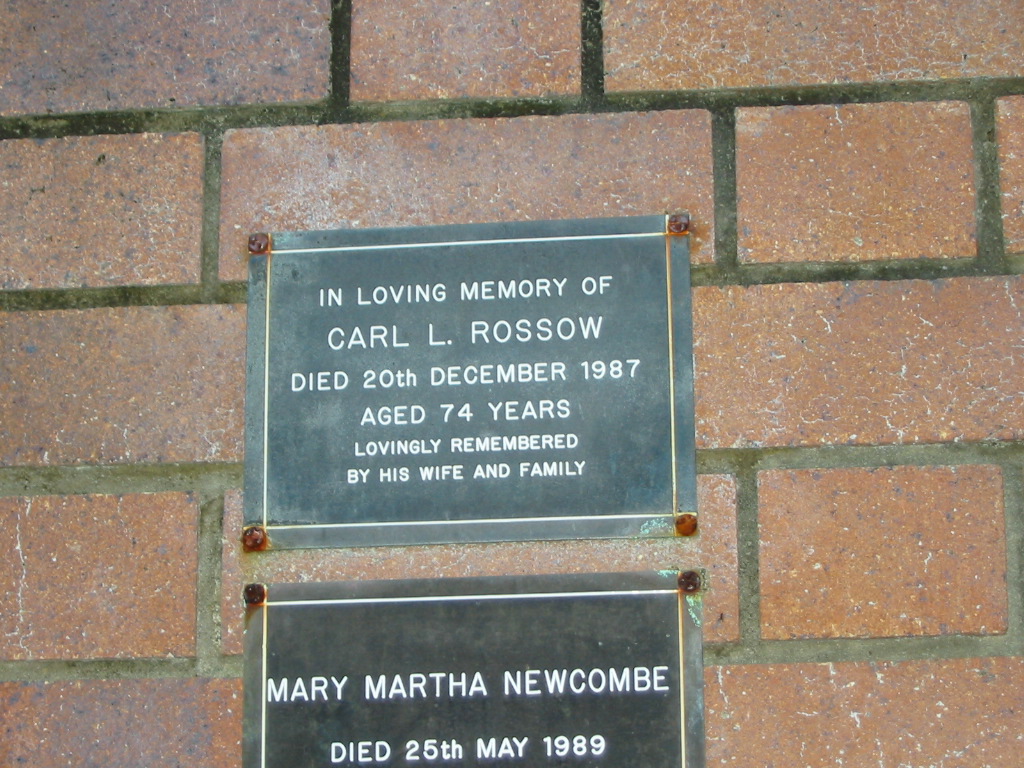 IN LOVING MEMORY OF
CARL L. ROSSOW
DIED 20th DECEMBER 1987
AGED 74 YEARS
LOVINGLY REMEMBERED
BY HIS WIFE AND FAMILY
MARY MARTHA NEWCOMBE
DIED 25th MAY 1989